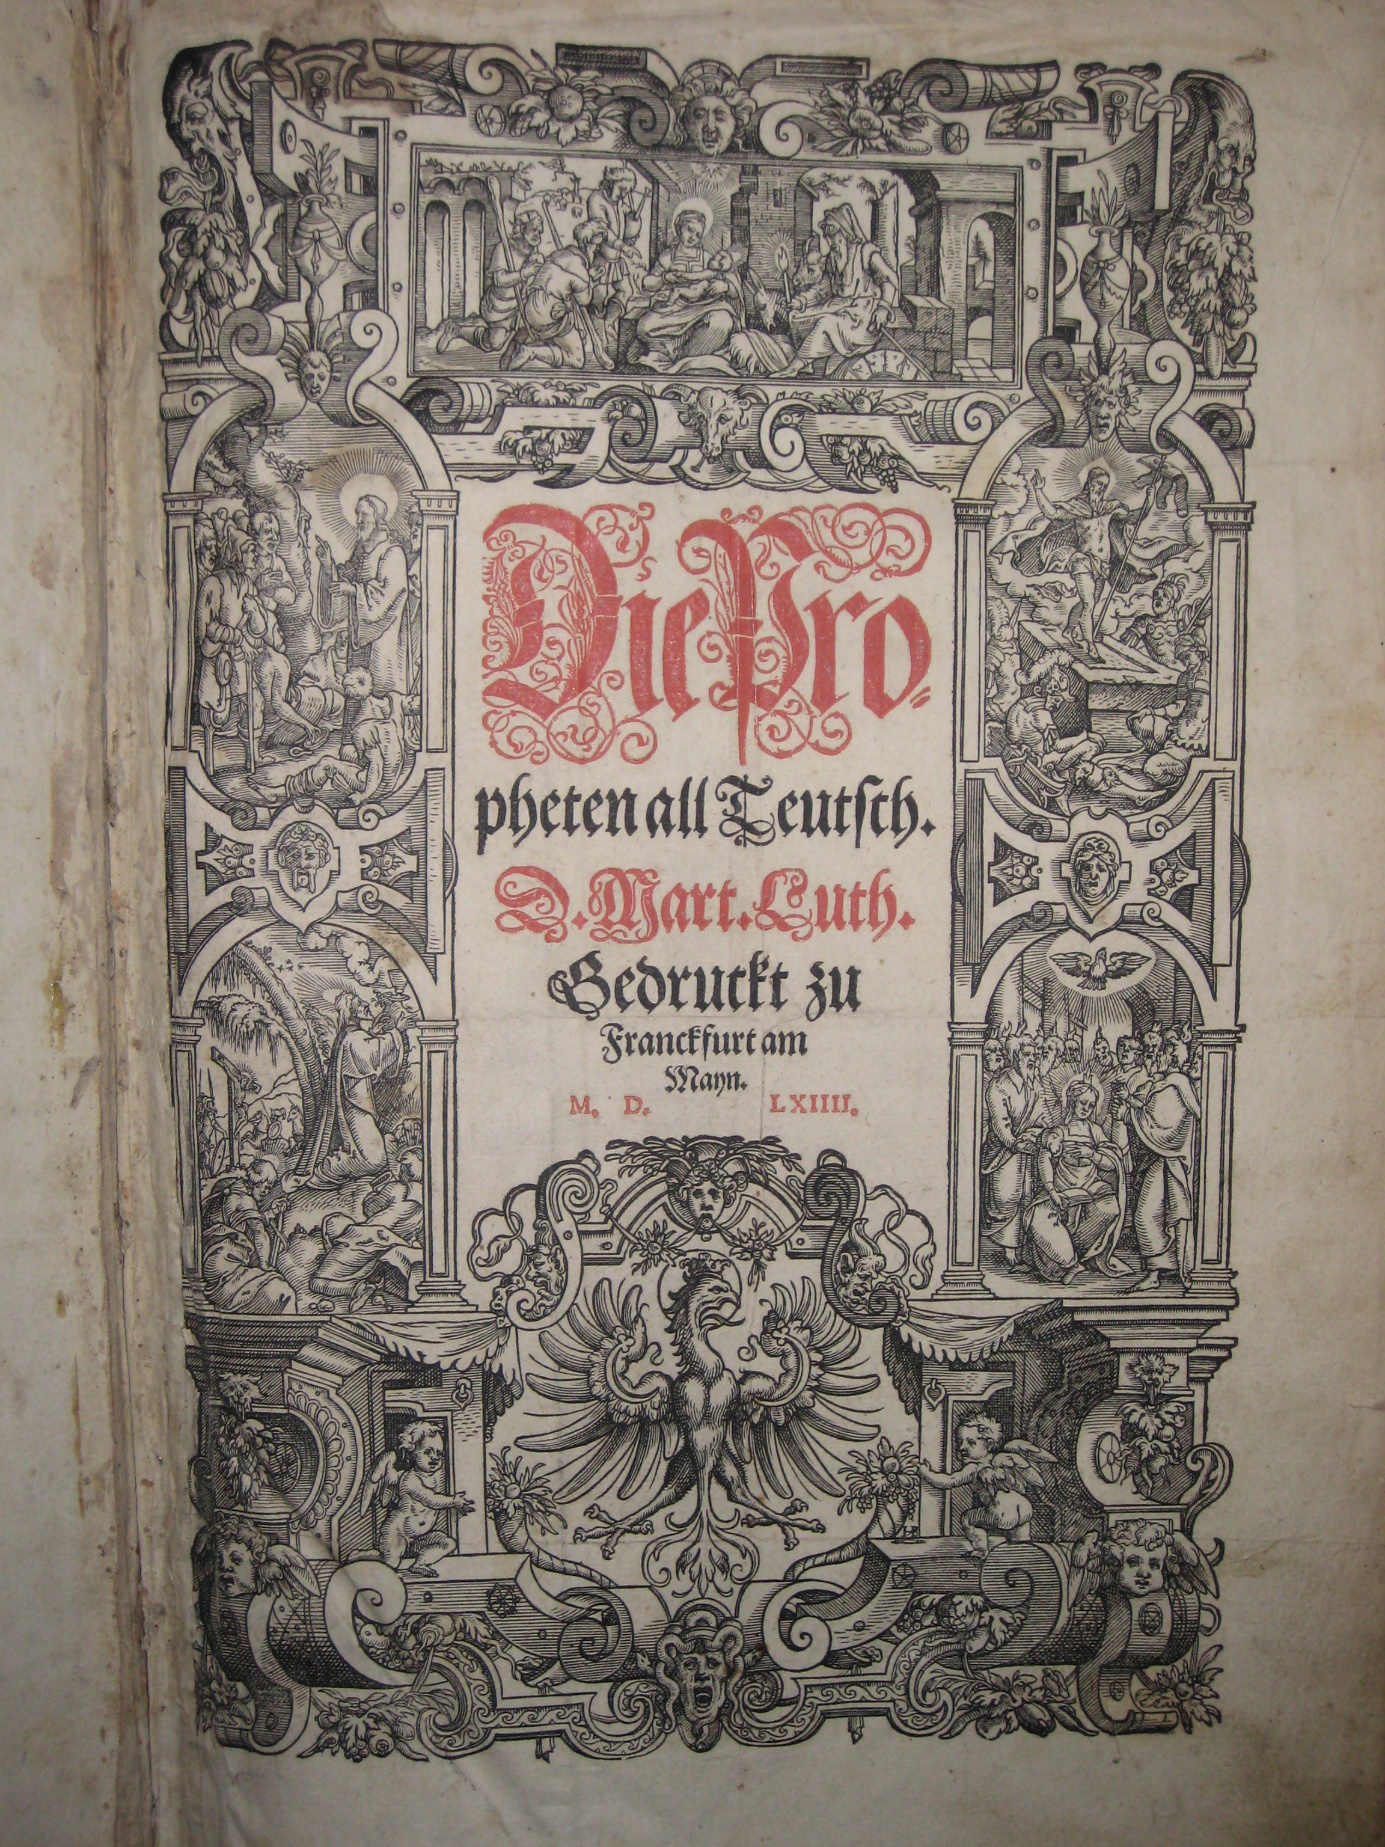 Die Pro-
pheten all Teutsch.
D. Mart. Luth.
Gedruckt zu
Franckfurt am
Mayn.
M. D. LXIIII.